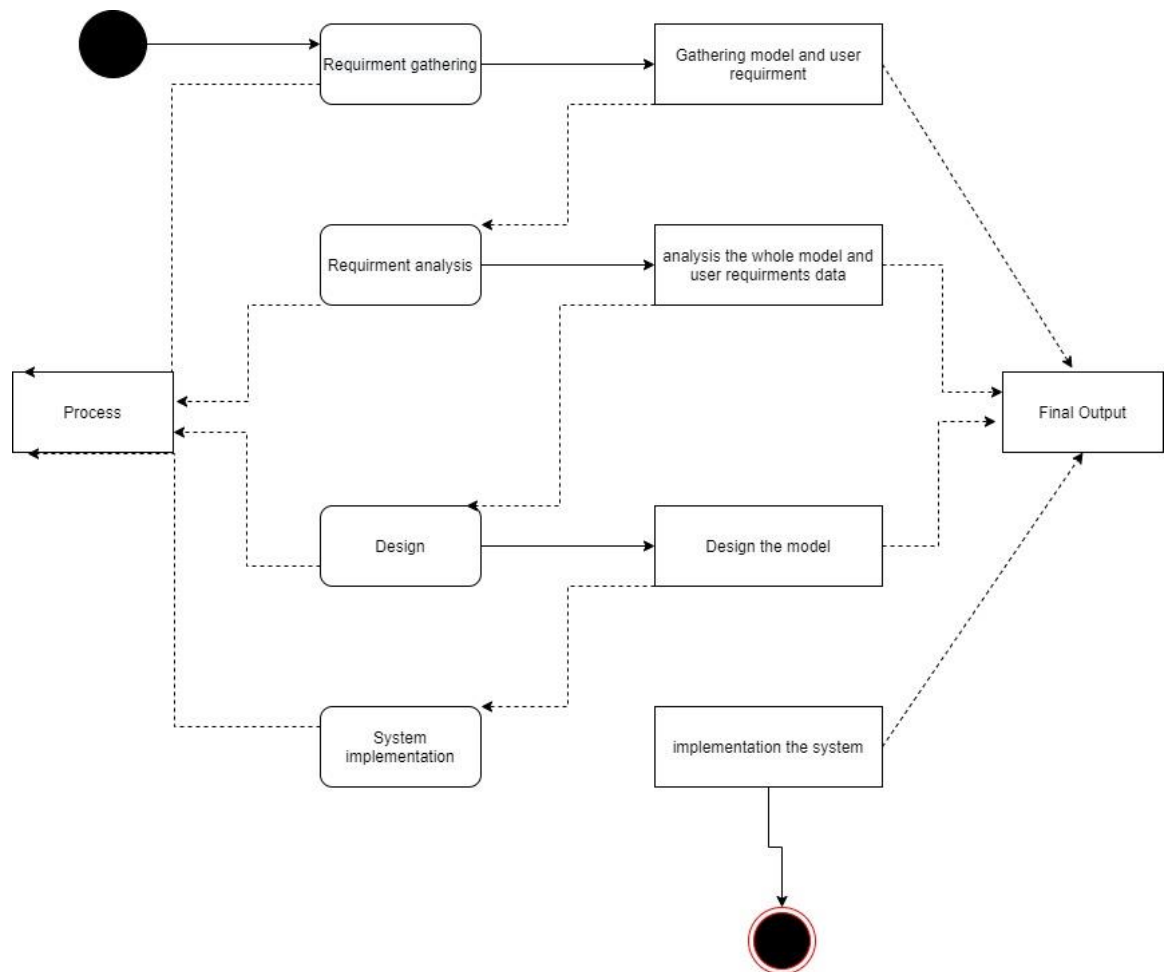 Requirment gathering
Gathering model and user
requirment
Requirment analysis
analysis the whole model and
user requirments data
Process
Final Output
Design
Design the model
System
implementation
implementation the system